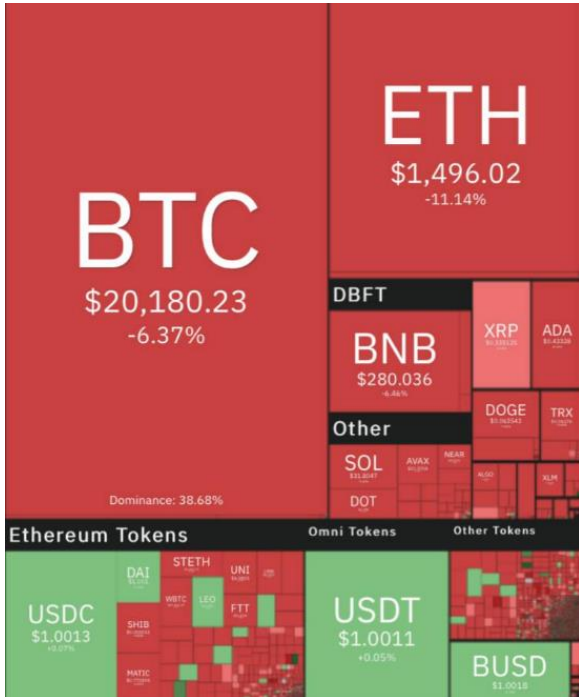 BTC
$20,180.23
-6.37%
Dominance: 38.68%
ETH
$1,496.02
-11.14%
DBFT
BNB
$280.036
-6.46%
XRP
ADA
DOGE
TRX
Other
SOL
AVAX
NEAR
DOT
ALGO
XLM
Ethereum Tokens
Omni Tokens
Other Tokens
USDC
$1.0013
+0.07%
DAI
SHIB
MATIC
STETH
WBTC
LEO
UNI
FTT
USDT
$1.0011
+0.05%
BUSD
$1.0018